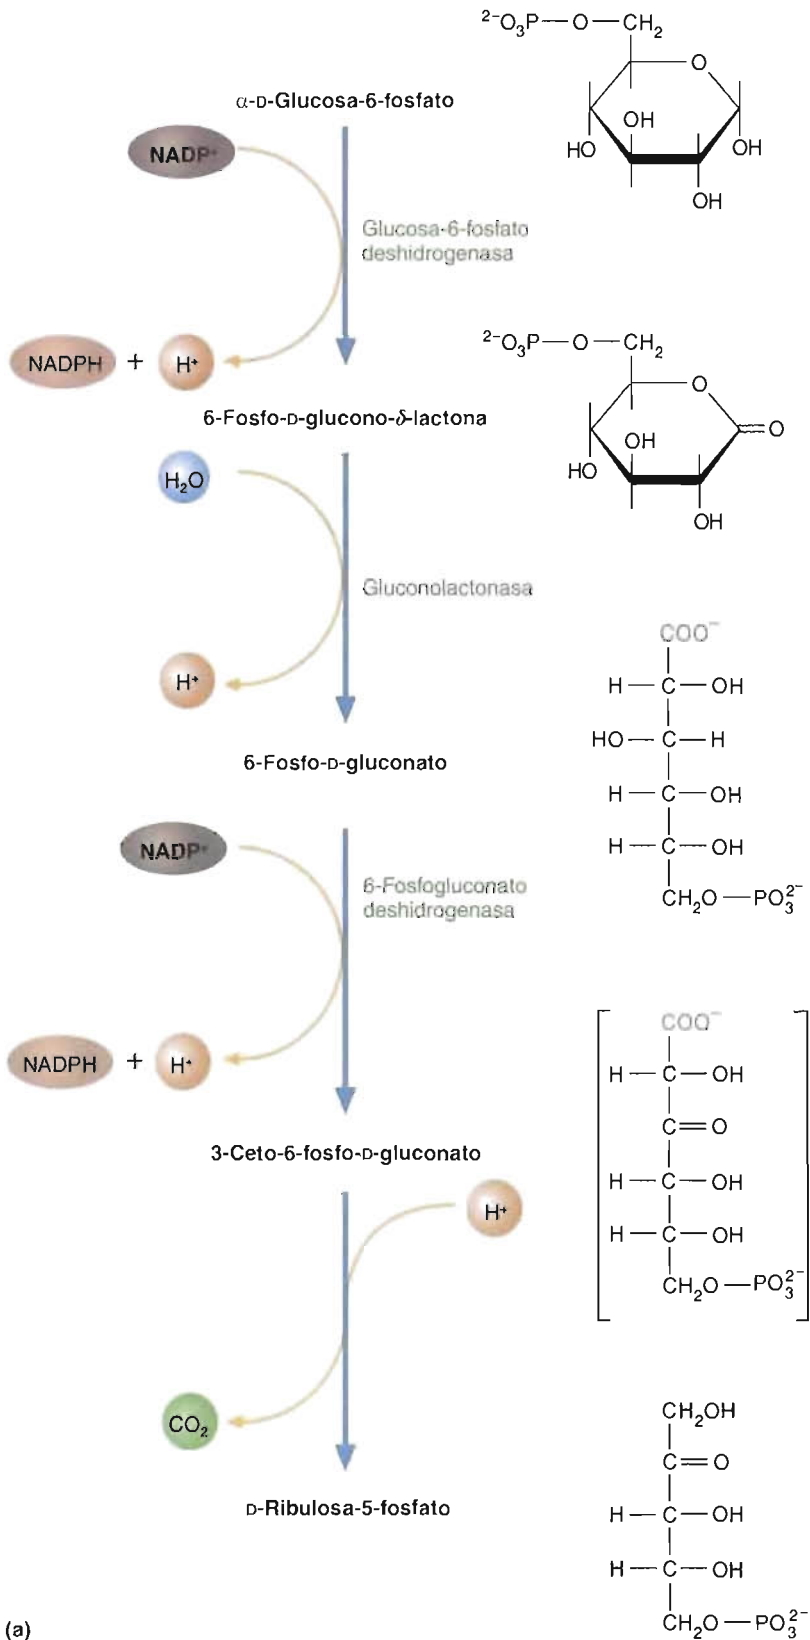 ²⁻O₃P—O—CH₂
O
α-D-Glucosa-6-fosfato
OH
NADP⁺
HO
OH
OH
Glucosa-6-fosfato
deshidrogenasa
²⁻O₃P—O—CH₂
NADPH + H⁺
O
6-Fosfo-D-glucono-δ-lactona
OH
O
HO
H₂O
OH
Gluconolactonasa
COO⁻
H⁺
H—C—OH
HO—C—H
6-Fosfo-D-gluconato
H—C—OH
H—C—OH
NADP⁺
6-Fosfogluconato
deshidrogenasa
CH₂O—PO₃²⁻
COO⁻
NADPH + H⁺
H—C—OH
C=O
3-Ceto-6-fosfo-D-gluconato
H—C—OH
H⁺
H—C—OH
CH₂O—PO₃²⁻
CO₂
CH₂OH
C=O
D-Ribulosa-5-fosfato
H—C—OH
H—C—OH
CH₂O—PO₃²⁻
(a)